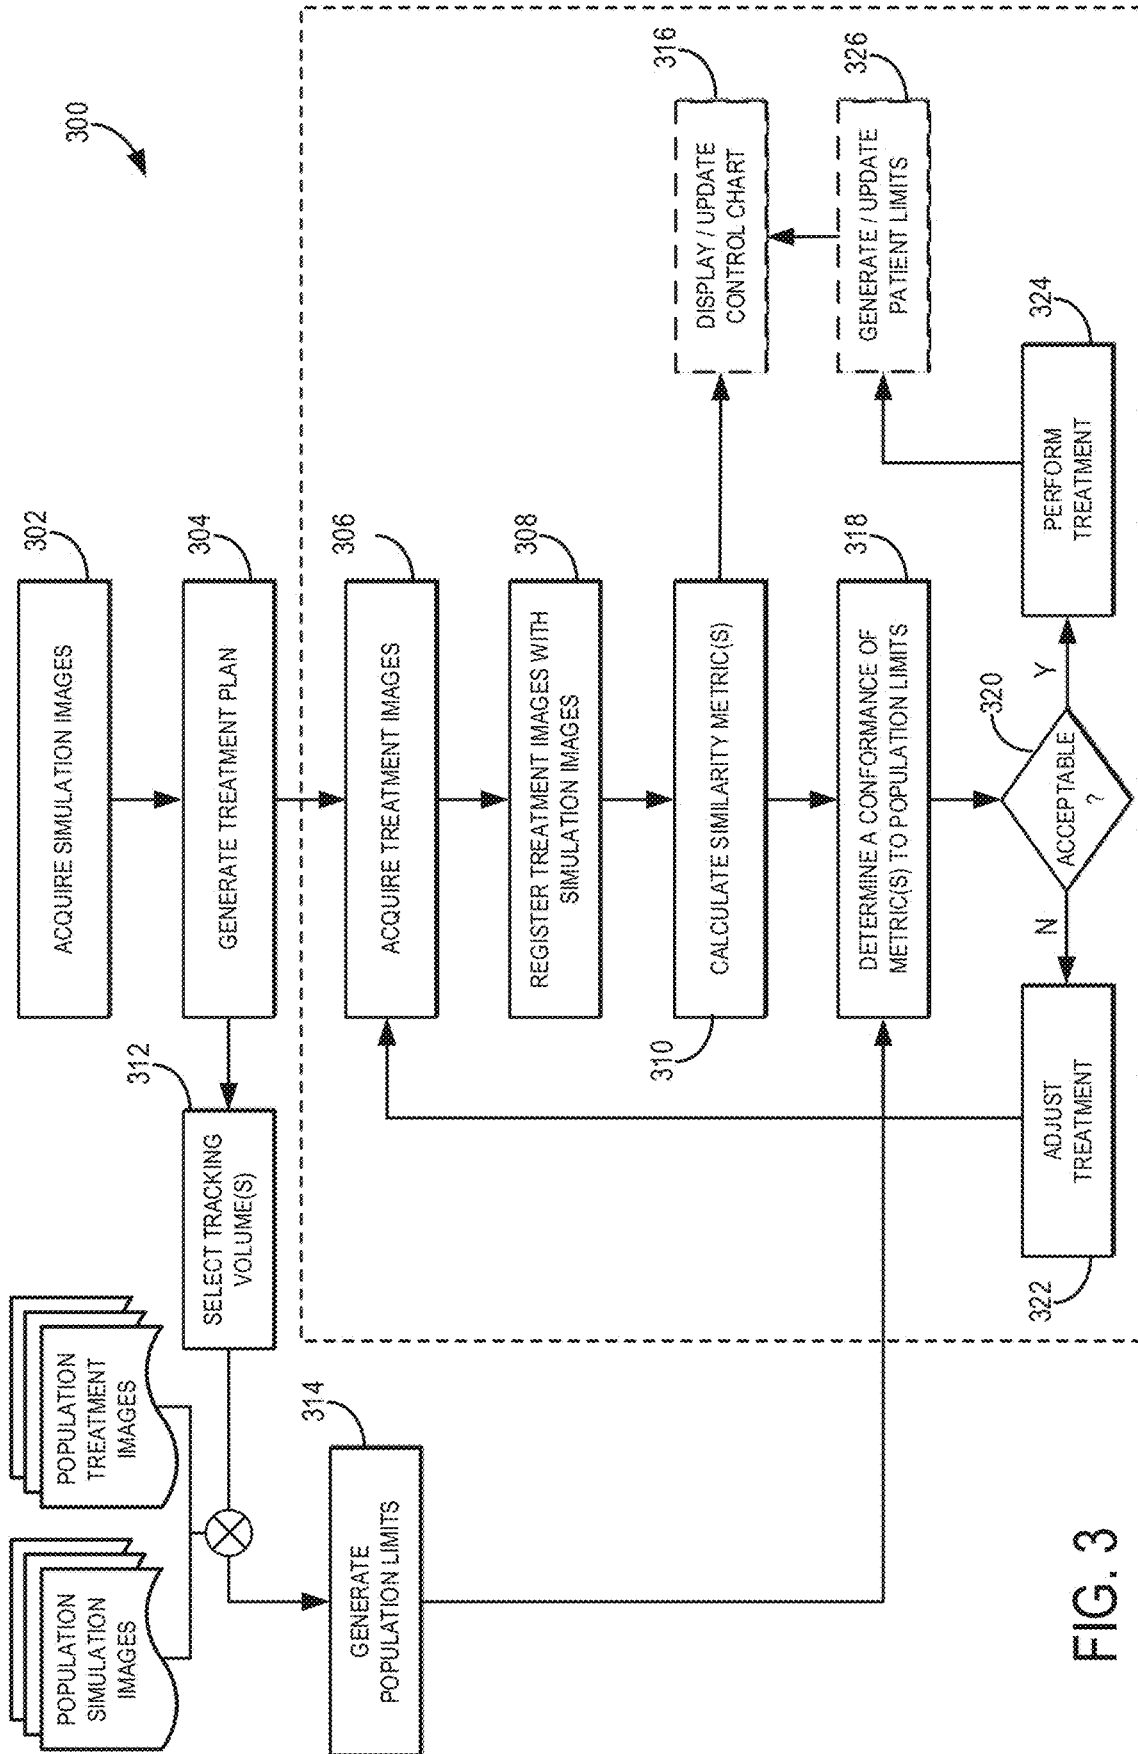 300
ACQUIRE SIMULATION IMAGES
302
GENERATE TREATMENT PLAN
304
POPULATION
SIMULATION
IMAGES
POPULATION
TREATMENT
IMAGES
SELECT TRACKING
VOLUME(S)
312
GENERATE
POPULATION LIMITS
314
ACQUIRE TREATMENT IMAGES
306
REGISTER TREATMENT IMAGES WITH
SIMULATION IMAGES
308
CALCULATE SIMILARITY METRIC(S)
310
DISPLAY / UPDATE
CONTROL CHART
316
DETERMINE A CONFORMANCE OF
METRIC(S) TO POPULATION LIMITS
318
GENERATE / UPDATE
PATIENT LIMITS
326
ACCEPTABLE
?
320
N
Y
ADJUST
TREATMENT
322
PERFORM
TREATMENT
324
FIG. 3